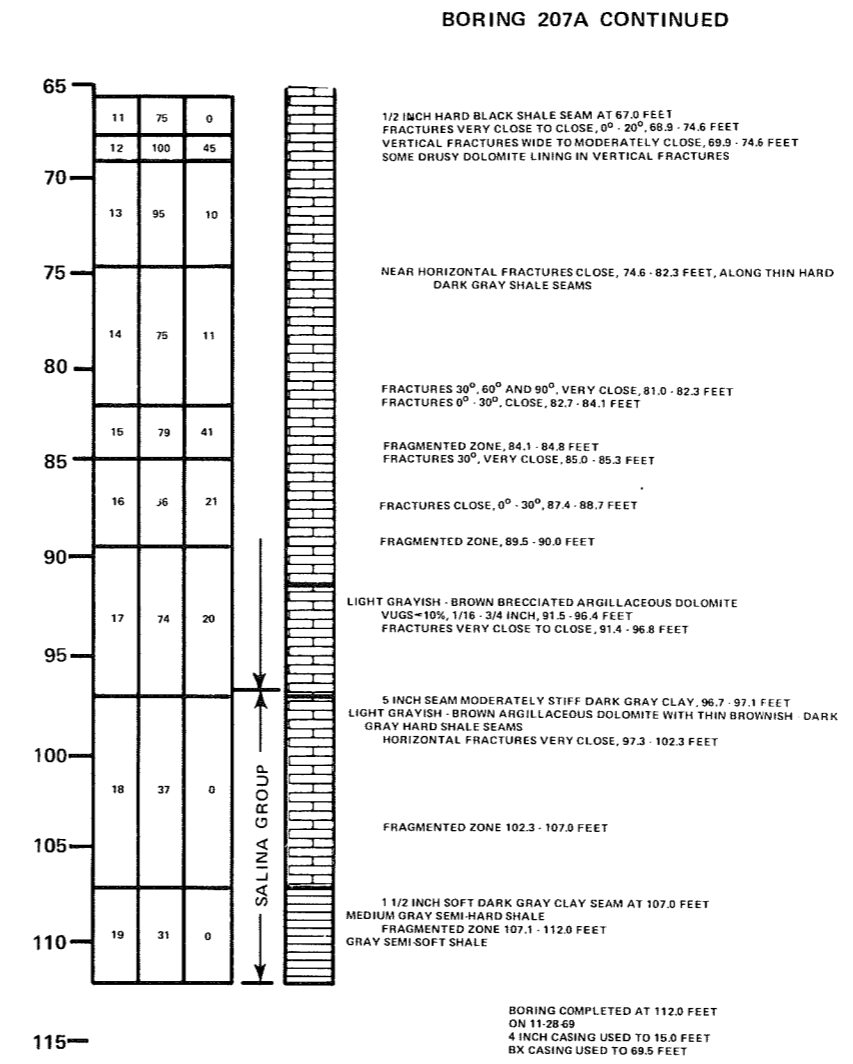 BORING 207A CONTINUED
65
11 75 0
12 100 45
70
13 95 10
75
14 75 11
80
15 79 41
85
16 21
90
17 74 20
95
100
18 37 0
105
19 31 0
110
115
SALINA GROUP
1/2 INCH HARD BLACK SHALE SEAM AT 67.0 FEET
FRACTURES VERY CLOSE TO CLOSE, 0° - 20°, 68.9 - 74.6 FEET
VERTICAL FRACTURES WIDE TO MODERATELY CLOSE, 69.9 - 74.6 FEET
SOME DRUSY DOLOMITE LINING IN VERTICAL FRACTURES
NEAR HORIZONTAL FRACTURES CLOSE, 74.6 - 82.3 FEET, ALONG THIN HARD
DARK GRAY SHALE SEAMS
FRACTURES 30°, 60° AND 90°, VERY CLOSE, 81.0 - 82.3 FEET
FRACTURES 0° - 30°, CLOSE, 82.7 - 84.1 FEET
FRAGMENTED ZONE, 84.1 - 84.8 FEET
FRACTURES 30°, VERY CLOSE, 85.0 - 85.3 FEET
FRACTURES CLOSE, 0° - 30°, 87.4 - 88.7 FEET
FRAGMENTED ZONE, 89.5 - 90.0 FEET
LIGHT GRAYISH - BROWN BRECCIATED ARGILLACEOUS DOLOMITE
VUGS~10%, 1/16 - 3/4 INCH, 91.5 - 96.4 FEET
FRACTURES VERY CLOSE TO CLOSE, 91.4 - 96.8 FEET
5 INCH SEAM MODERATELY STIFF DARK GRAY CLAY, 96.7 - 97.1 FEET
LIGHT GRAYISH - BROWN ARGILLACEOUS DOLOMITE WITH THIN BROWNISH - DARK
GRAY HARD SHALE SEAMS
HORIZONTAL FRACTURES VERY CLOSE, 97.3 - 102.3 FEET
FRAGMENTED ZONE 102.3 - 107.0 FEET
1 1/2 INCH SOFT DARK GRAY CLAY SEAM AT 107.0 FEET
MEDIUM GRAY SEMI-HARD SHALE
FRAGMENTED ZONE 107.1 - 112.0 FEET
GRAY SEMI-SOFT SHALE
BORING COMPLETED AT 112.0 FEET
ON 11-28-69
4 INCH CASING USED TO 15.0 FEET
BX CASING USED TO 69.5 FEET